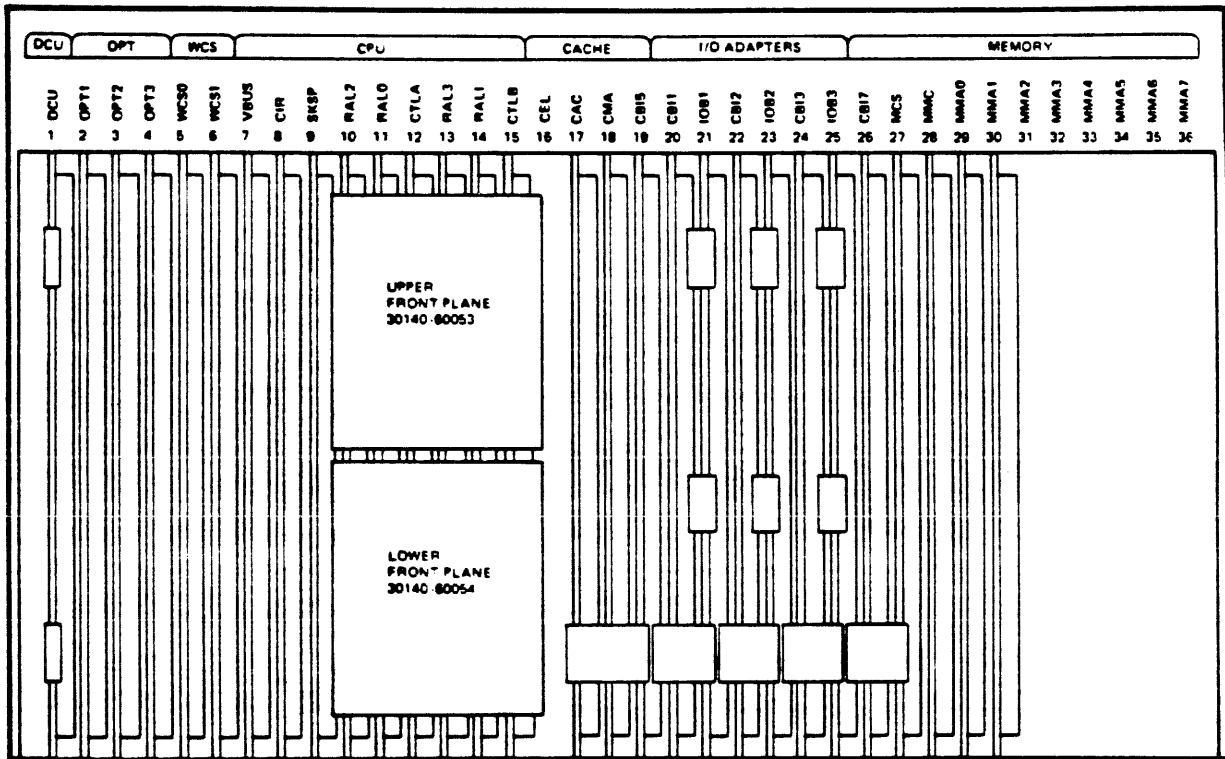 DCU OPT WCS CPU CACHE I/O ADAPTERS MEMORY
DCU OPT1 OPT2 OPT3 WCS0 WCS1 VBUS CIR SKSP RAL2 RAL0 CTLA RAL3 RAL1 CTLB CEL CAC CMA CBI5 CBI1 IOB1 CBI2 IOB2 CBI3 IOB3 CBI7 MCS MMC MMA0 MMA1 MMA2 MMA3 MMA4 MMA5 MMA6 MMA7
1 2 3 4 5 6 7 8 9 10 11 12 13 14 15 16 17 18 19 20 21 22 23 24 25 26 27 28 29 30 31 32 33 34 35 36
UPPER
FRONT PLANE
30140-60053
LOWER
FRONT PLANE
30140-60054